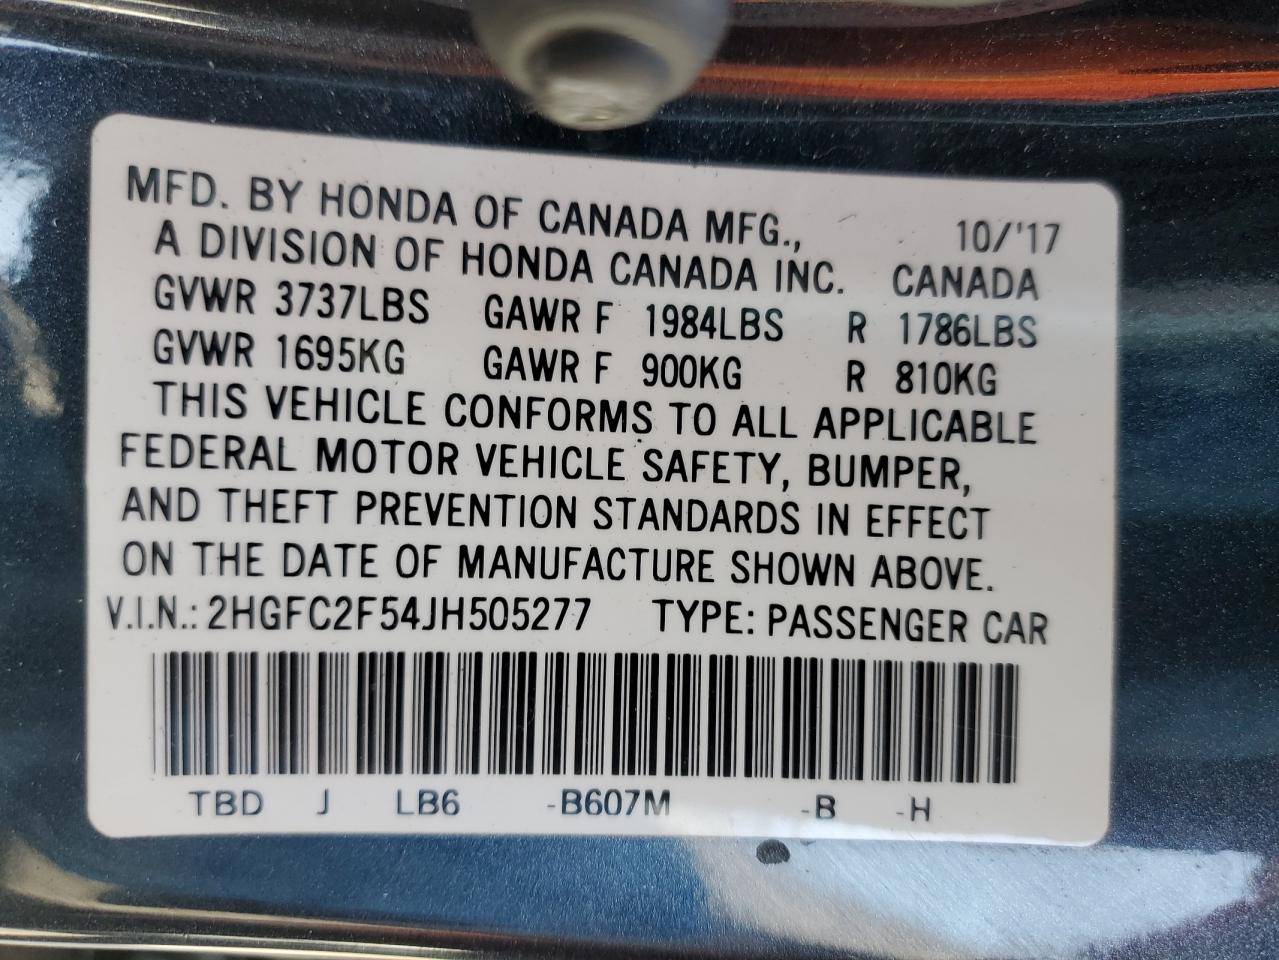 MFD. BY HONDA OF CANADA MFG., 10/'17
A DIVISION OF HONDA CANADA INC. CANADA
GVWR 3737LBS GAWR F 1984LBS R 1786LBS
GVWR 1695KG GAWR F 900KG R 810KG
THIS VEHICLE CONFORMS TO ALL APPLICABLE
FEDERAL MOTOR VEHICLE SAFETY, BUMPER,
AND THEFT PREVENTION STANDARDS IN EFFECT
ON THE DATE OF MANUFACTURE SHOWN ABOVE.
V.I.N.: 2HGFC2F54JH505277 TYPE: PASSENGER CAR
TBD J LB6 -B607M -B -H